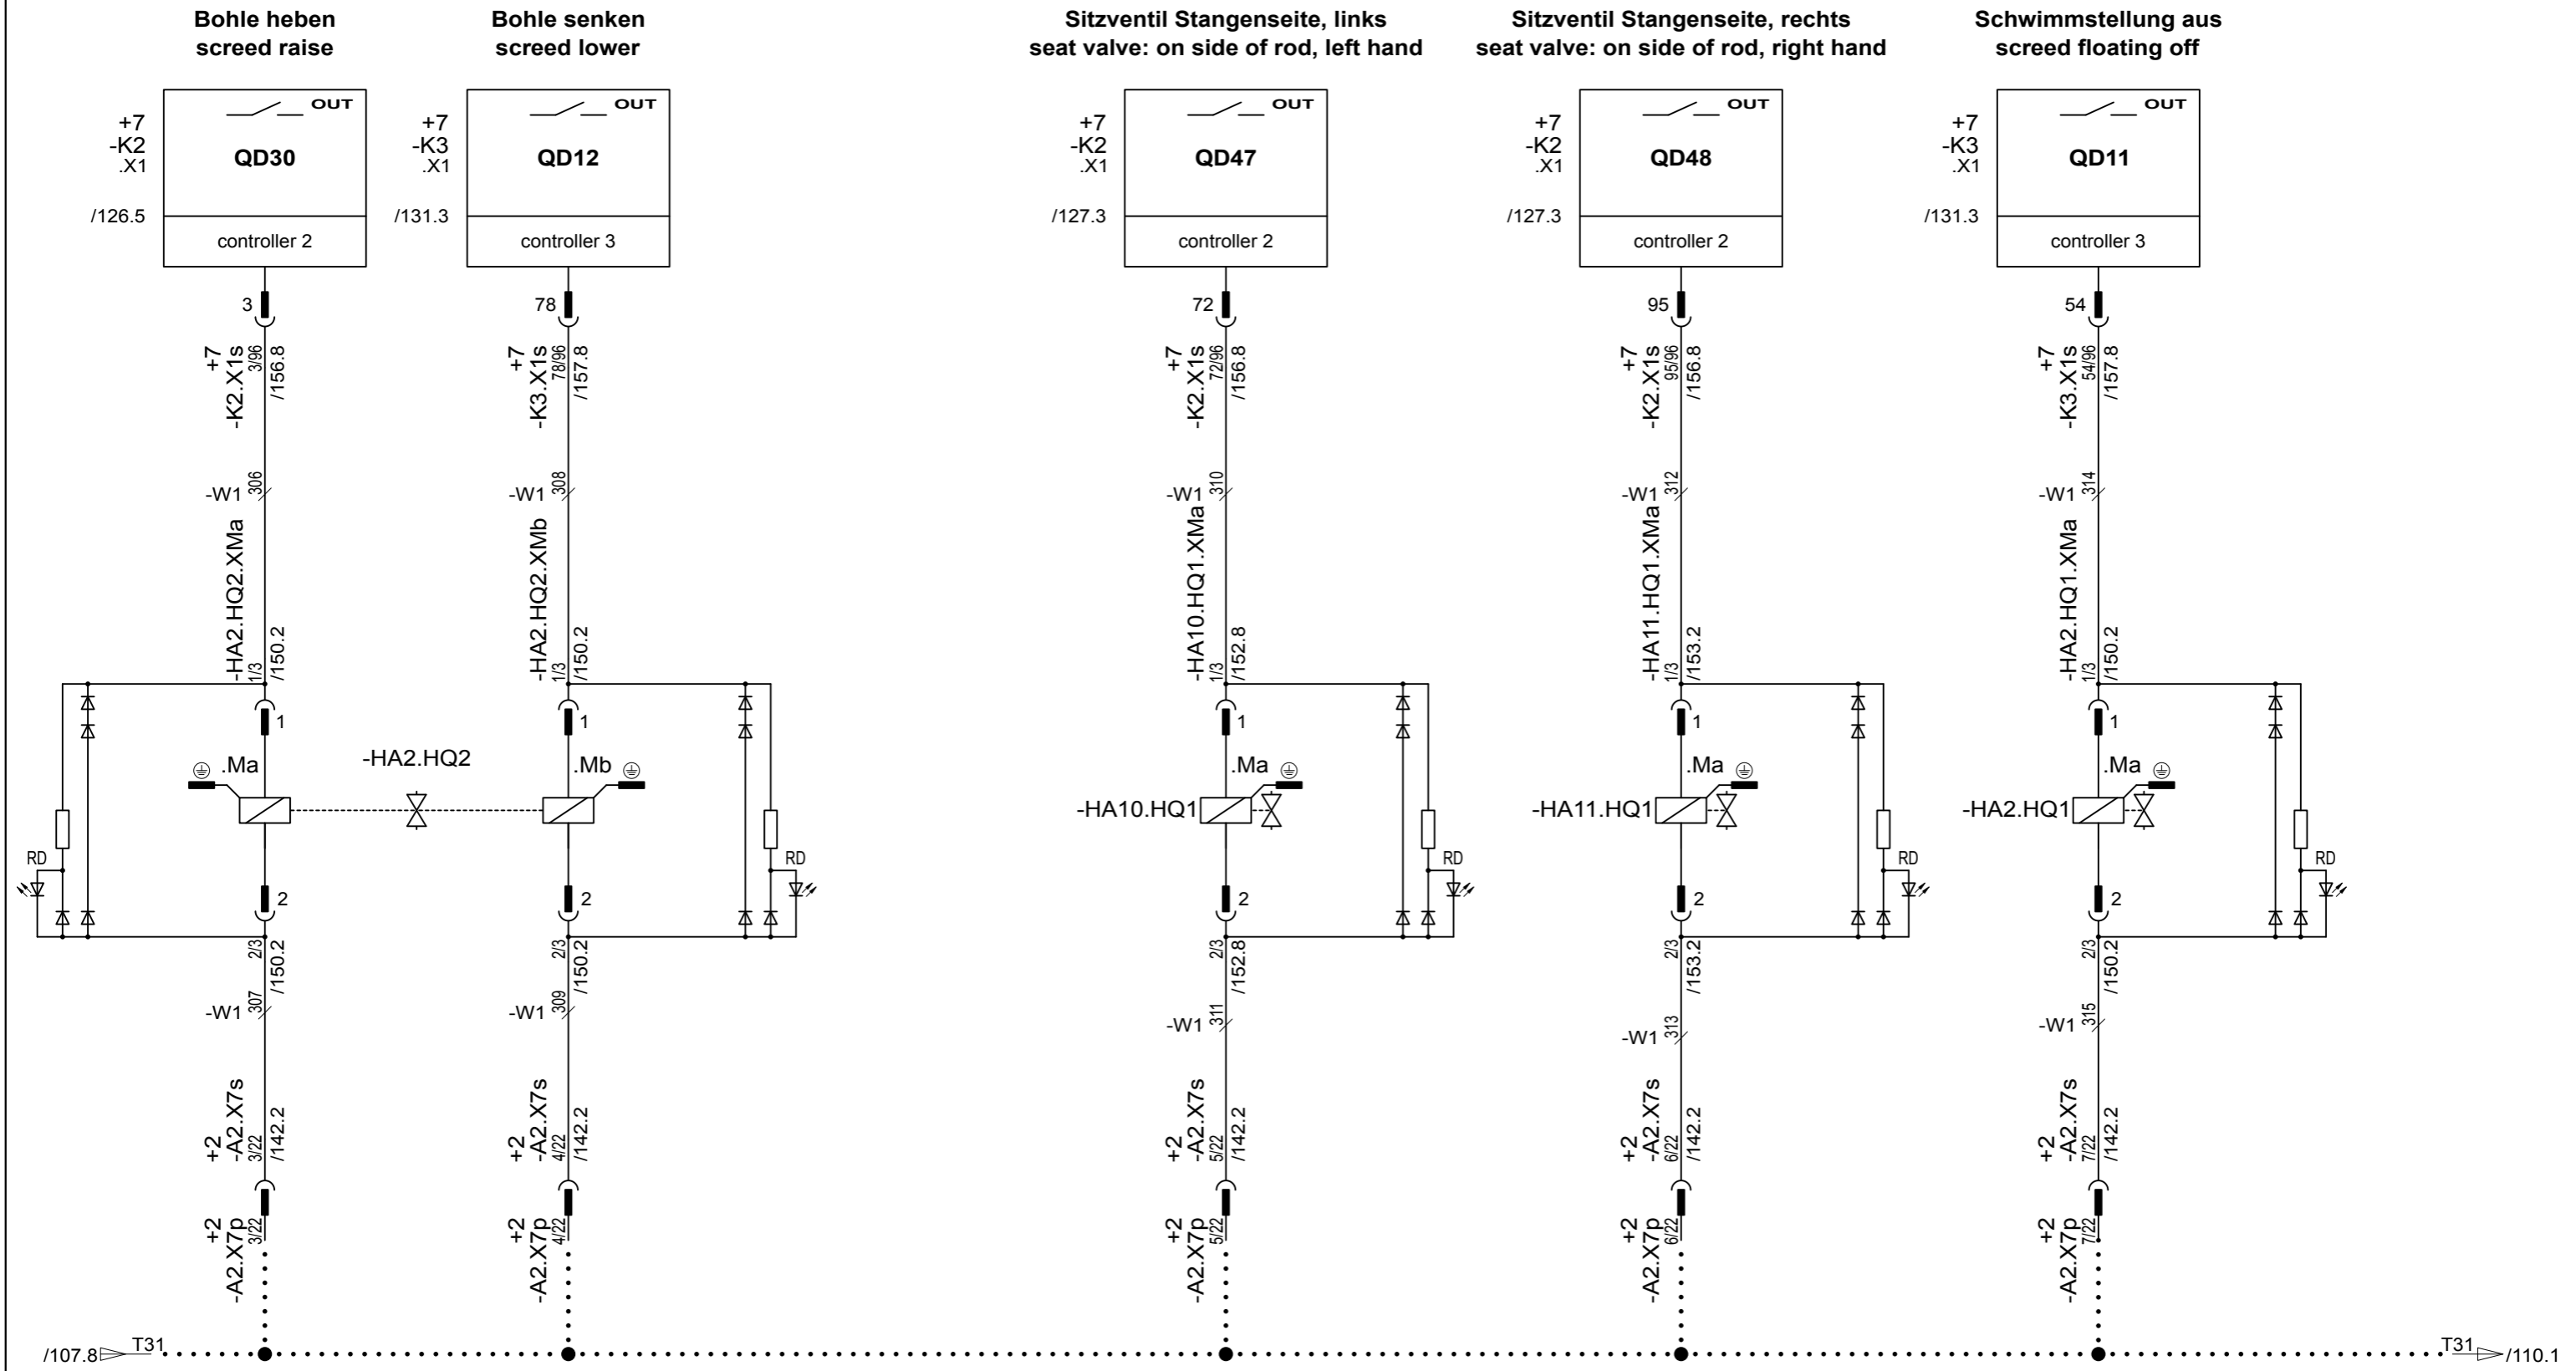 Bohle heben
screed raise
Bohle senken
screed lower
Sitzventil Stangenseite, links
seat valve: on side of rod, left hand
Sitzventil Stangenseite, rechts
seat valve: on side of rod, right hand
Schwimmstellung aus
screed floating off
+7
-K2
.X1
/126.5
OUT
QD30
controller 2
+7
-K3
.X1
/131.3
OUT
QD12
controller 3
+7
-K2
.X1
/127.3
OUT
QD47
controller 2
+7
-K2
.X1
/127.3
OUT
QD48
controller 2
+7
-K3
.X1
/131.3
OUT
QD11
controller 3
3
+7
-K2.X1s
3/96
/156.8
-W1 306
-HA2.HQ2.XMa
1/3
/150.2
1
.Ma
-HA2.HQ2
RD
2
2/3
/150.2
-W1 307
+2
-A2.X7s
3/22
/142.2
+2
-A2.X7p
3/22
78
+7
-K3.X1s
78/96
/157.8
-W1 308
-HA2.HQ2.XMb
1/3
/150.2
1
.Mb
RD
2
2/3
/150.2
-W1 309
+2
-A2.X7s
4/22
/142.2
+2
-A2.X7p
4/22
72
+7
-K2.X1s
72/96
/156.8
-W1 310
-HA10.HQ1.XMa
1/3
/152.8
1
.Ma
-HA10.HQ1
RD
2
2/3
/152.8
-W1 311
+2
-A2.X7s
5/22
/142.2
+2
-A2.X7p
5/22
95
+7
-K2.X1s
95/96
/156.8
-W1 312
-HA11.HQ1.XMa
1/3
/153.2
1
.Ma
-HA11.HQ1
RD
2
2/3
/153.2
-W1 313
+2
-A2.X7s
6/22
/142.2
+2
-A2.X7p
6/22
54
+7
-K3.X1s
54/96
/157.8
-W1 314
-HA2.HQ1.XMa
1/3
/150.2
1
.Ma
-HA2.HQ1
RD
2
2/3
/150.2
-W1 315
+2
-A2.X7s
7/22
/142.2
+2
-A2.X7p
7/22
/107.8 T31
T31 /110.1